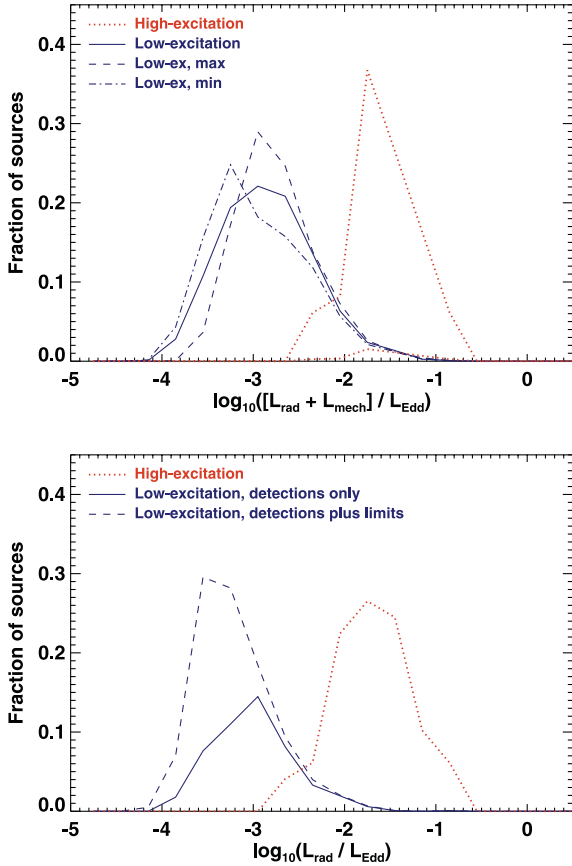 High-excitation
Low-excitation
Low-ex, max
Low-ex, min
Fraction of sources
0.4
0.3
0.2
0.1
0.0
-5 -4 -3 -2 -1 0
log10([Lrad + Lmech] / LEdd)
High-excitation
Low-excitation, detections only
Low-excitation, detections plus limits
Fraction of sources
0.4
0.3
0.2
0.1
0.0
-5 -4 -3 -2 -1 0
log10(Lrad / LEdd)